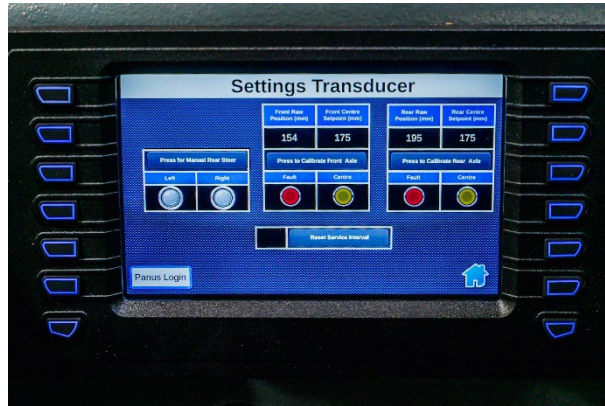 Settings Transducer
Front Raw Position (mm)
Front Centre Setpoint (mm)
Rear Raw Position (mm)
Rear Centre Setpoint (mm)
154
175
195
175
Press for Manual Rear Steer
Press to Calibrate Front Axle
Press to Calibrate Rear Axle
Left
Right
Fault
Centre
Fault
Centre
Reset Service Interval
Panus Login